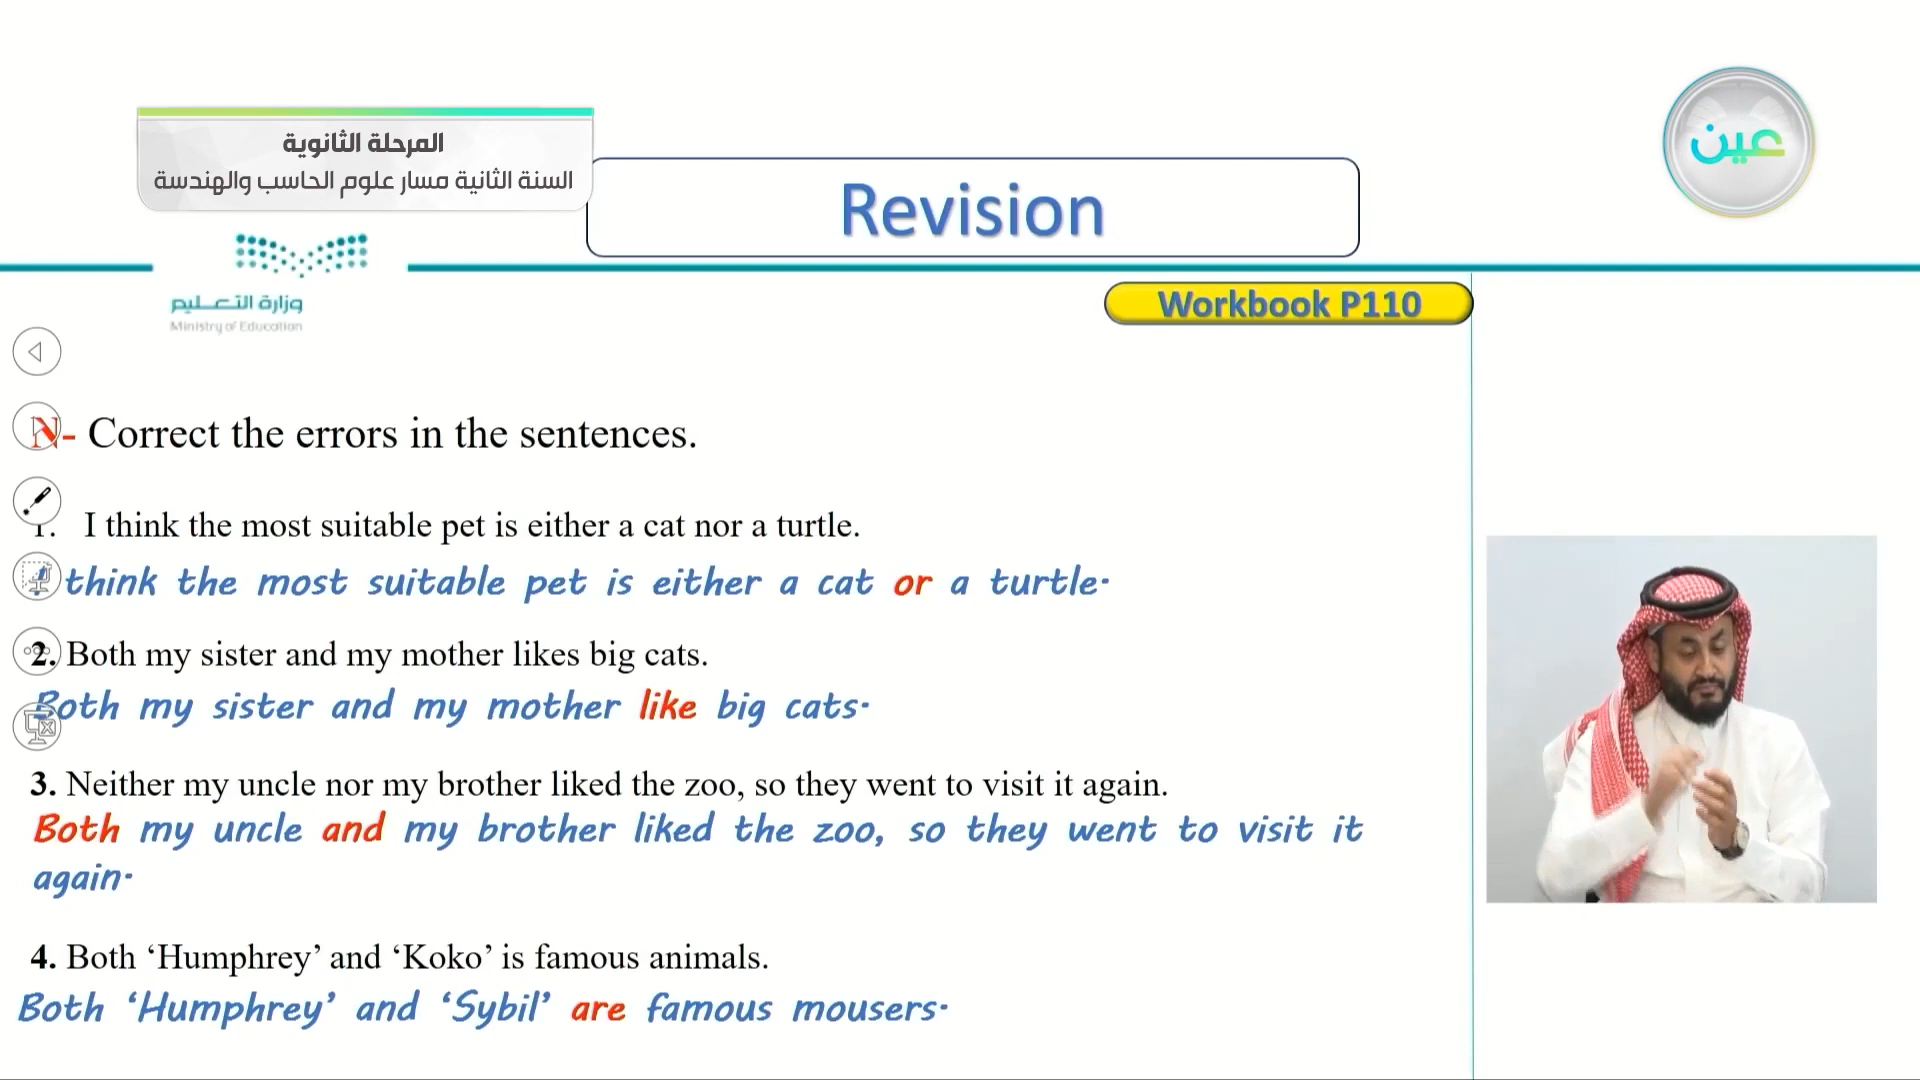 المرحلة الثانوية
السنة الثانية مسار علوم الحاسب والهندسة
عين
Revision
وزارة التعليم
Ministry of Education
Workbook P110
N- Correct the errors in the sentences.
1. I think the most suitable pet is either a cat nor a turtle.
think the most suitable pet is either a cat or a turtle.
2. Both my sister and my mother likes big cats.
Both my sister and my mother like big cats.
3. Neither my uncle nor my brother liked the zoo, so they went to visit it again.
Both my uncle and my brother liked the zoo, so they went to visit it
again.
4. Both ‘Humphrey’ and ‘Koko’ is famous animals.
Both ‘Humphrey’ and ‘Sybil’ are famous mousers.